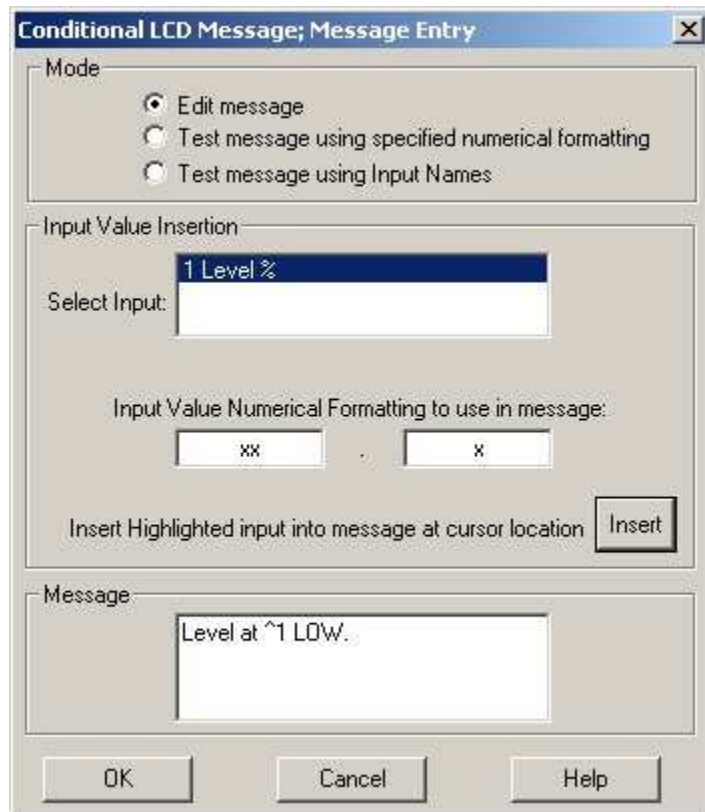 Conditional LCD Message; Message Entry
Mode
Edit message
Test message using specified numerical formatting
Test message using Input Names
Input Value Insertion
1 Level %
Select Input:
Input Value Numerical Formatting to use in message:
xx . x
Insert Highlighted input into message at cursor location Insert
Message
Level at ^1 LOW.
OK Cancel Help